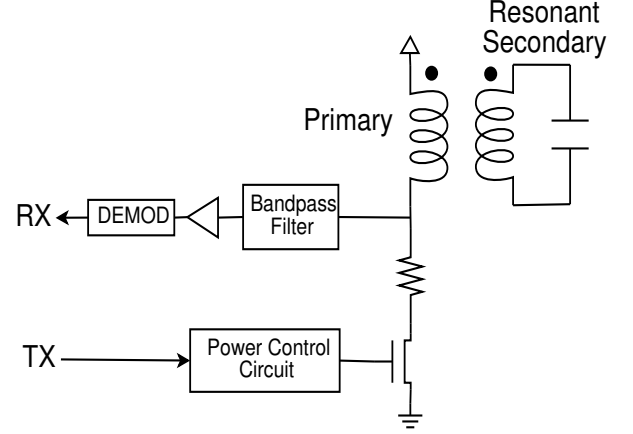 Resonant
Secondary
Primary
RX
DEMOD
Bandpass
Filter
TX
Power Control
Circuit